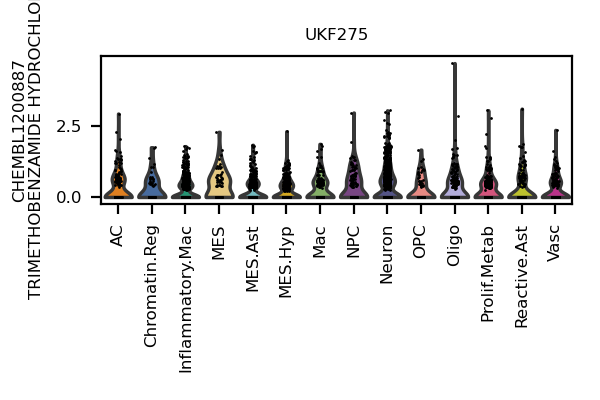 UKF275
CHEMBL1200887
TRIMETHOBENZAMIDE HYDROCHLO
2.5
0.0
AC
Chromatin.Reg
Inflammatory.Mac
MES
MES.Ast
MES.Hyp
Mac
NPC
Neuron
OPC
Oligo
Prolif.Metab
Reactive.Ast
Vasc